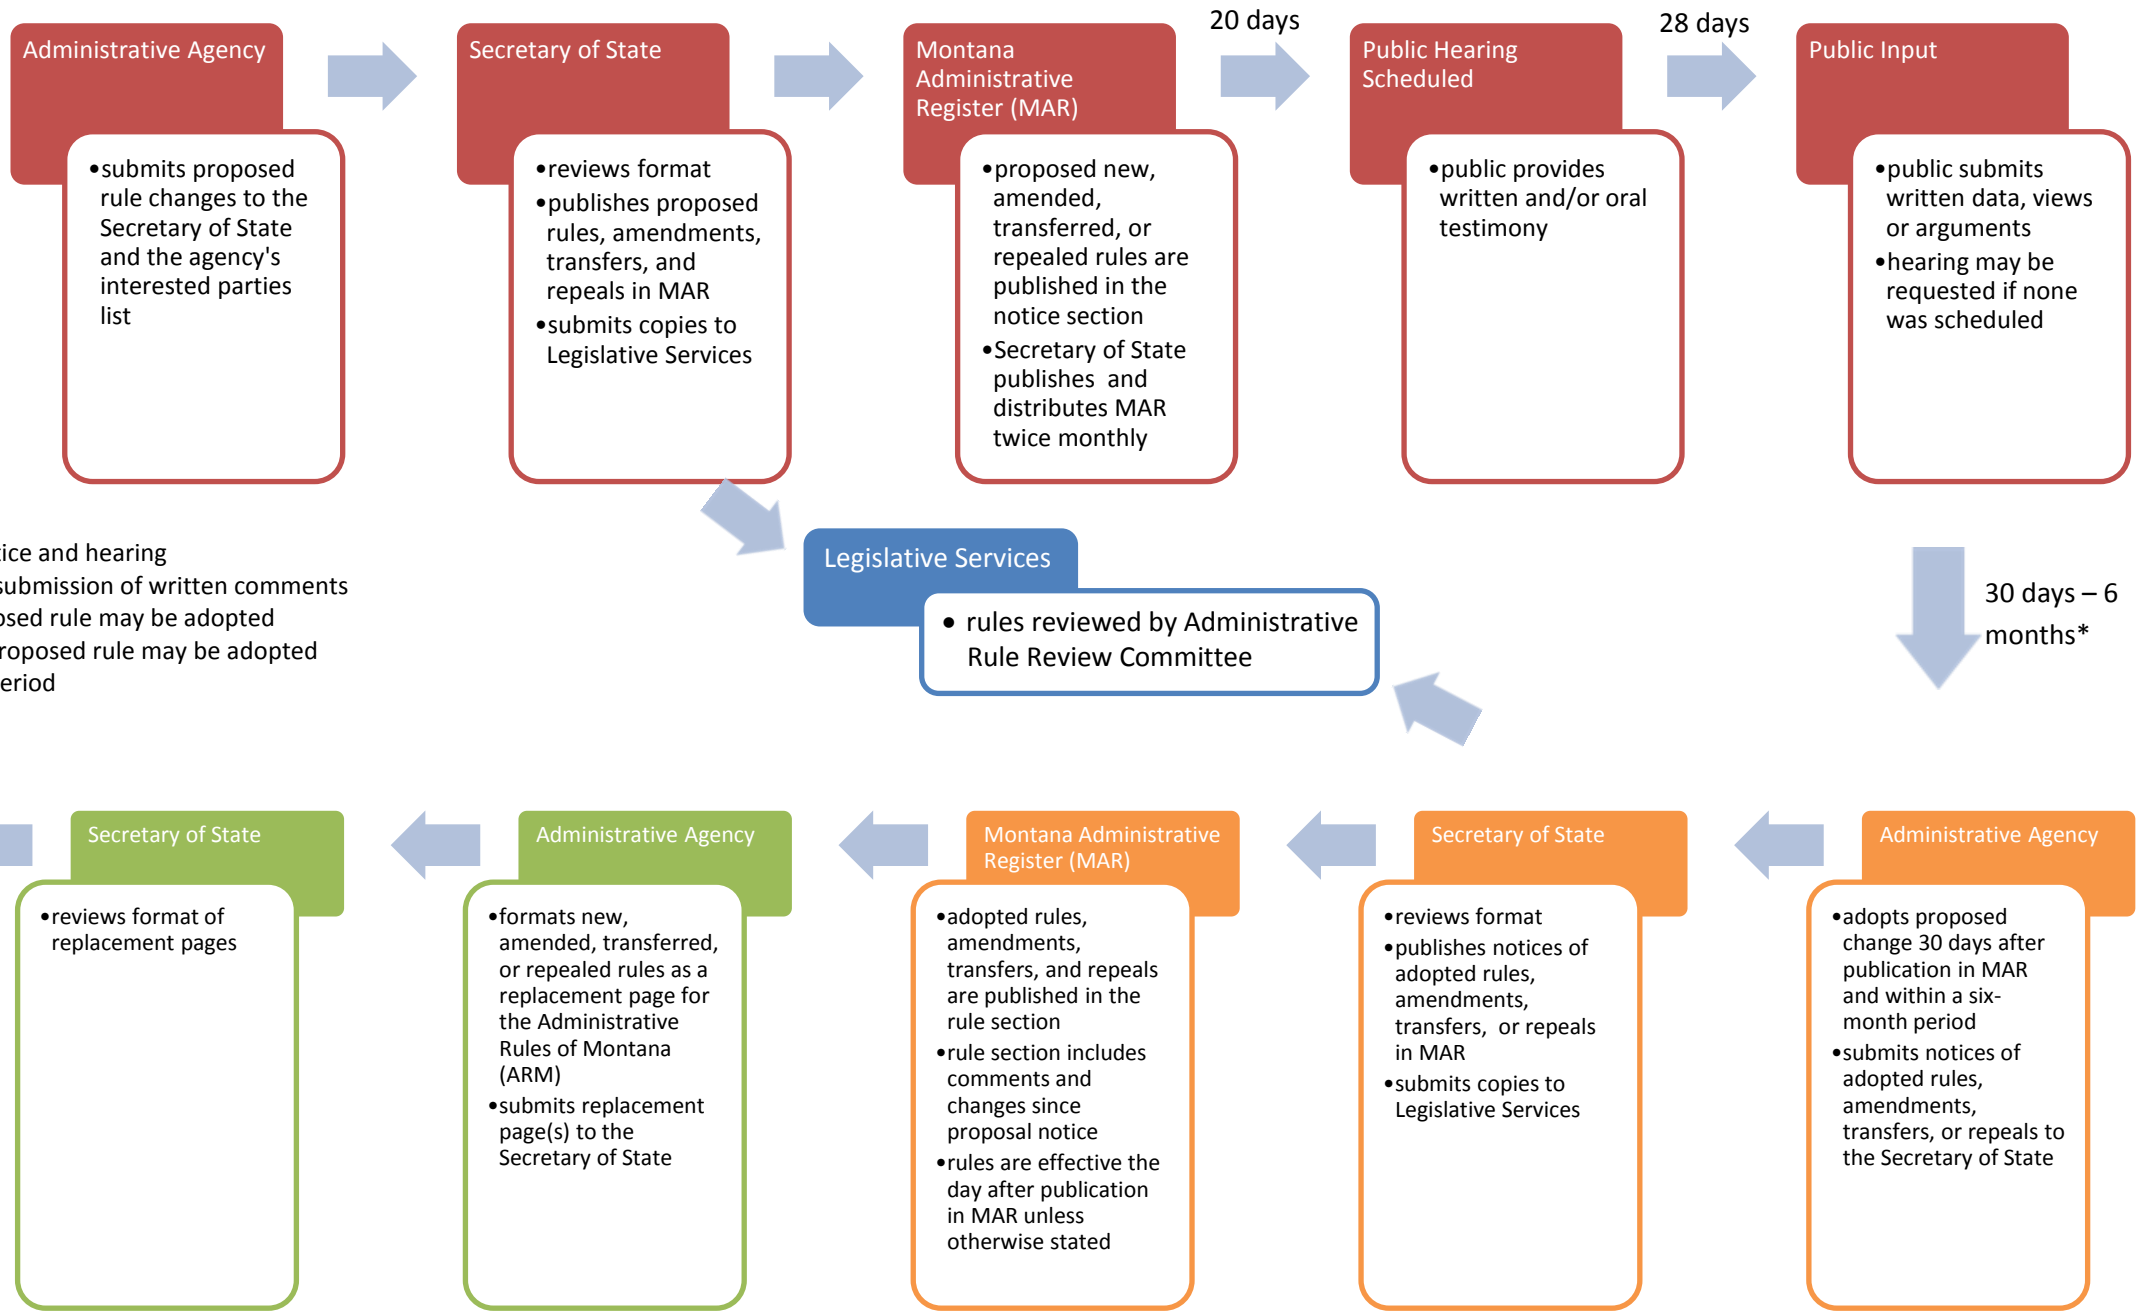 Administrative Agency
•submits proposed
rule changes to the
Secretary of State
and the agency's
interested parties
list
Secretary of State
•reviews format
•publishes proposed
rules, amendments,
transfers, and
repeals in MAR
•submits copies to
Legislative Services
Montana
Administrative
Register (MAR)
•proposed new,
amended,
transferred, or
repealed rules are
published in the
notice section
•Secretary of State
publishes and
distributes MAR
twice monthly
20 days
Public Hearing
Scheduled
•public provides
written and/or oral
testimony
28 days
Public Input
•public submits
written data, views
or arguments
•hearing may be
requested if none
was scheduled
and hearing
submission of written comments
rule may be adopted
proposed rule may be adopted
Legislative Services
• rules reviewed by Administrative
Rule Review Committee
30 days – 6
months*
Administrative Agency
•adopts proposed
change 30 days after
publication in MAR
and within a six-
month period
•submits notices of
adopted rules,
amendments,
transfers, or repeals to
the Secretary of State
Secretary of State
•reviews format
•publishes notices of
adopted rules,
amendments,
transfers, or repeals
in MAR
•submits copies to
Legislative Services
Montana Administrative
Register (MAR)
•adopted rules,
amendments,
transfers, and repeals
are published in the
rule section
•rule section includes
comments and
changes since
proposal notice
•rules are effective the
day after publication
in MAR unless
otherwise stated
Administrative Agency
•formats new,
amended, transferred,
or repealed rules as a
replacement page for
the Administrative
Rules of Montana
(ARM)
•submits replacement
page(s) to the
Secretary of State
Secretary of State
•reviews format of
replacement pages